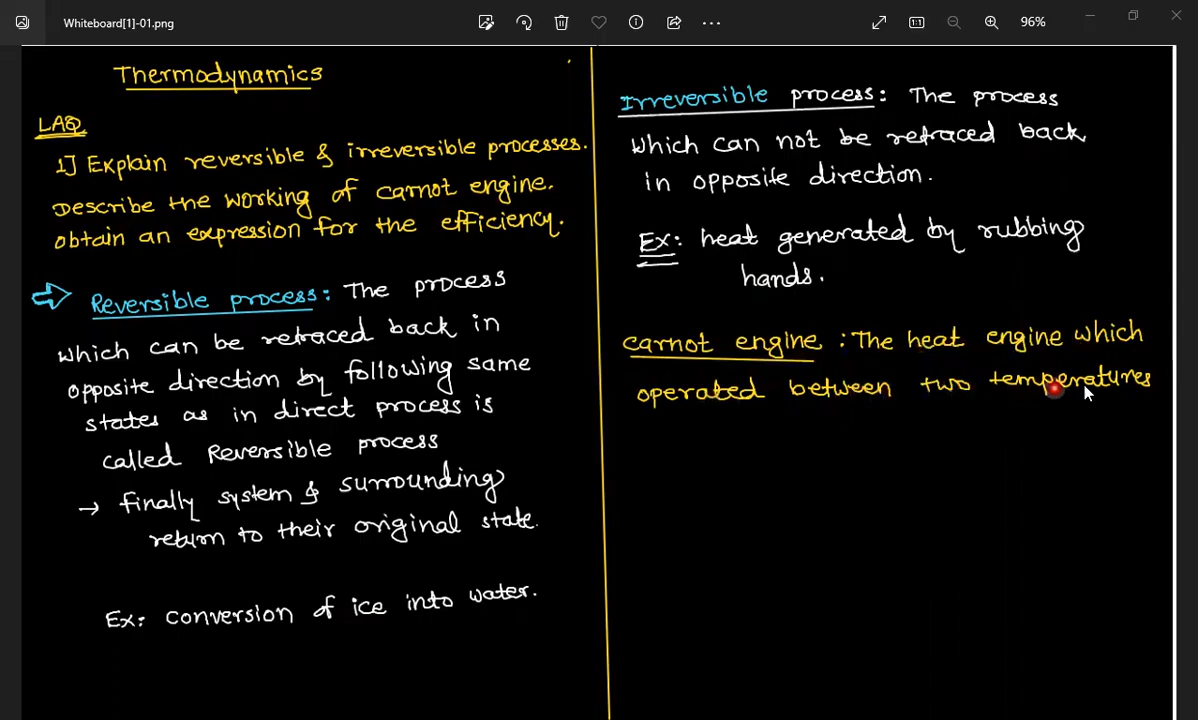 Whiteboard[1]-01.png
96%
Thermodynamics
LAQ
1] Explain reversible & irreversible processes.
Describe the working of carnot engine.
obtain an expression for the efficiency.
Reversible process: The process
which can be retraced back in
opposite direction by following same
states as in direct process is
called Reversible process
→ finally system & surrounding
return to their original state.
Ex: conversion of ice into water.
Irreversible process: The process
which can not be retraced back
in opposite direction.
Ex: heat generated by rubbing
hands.
carnot engine : The heat engine which
operated between two temperatures